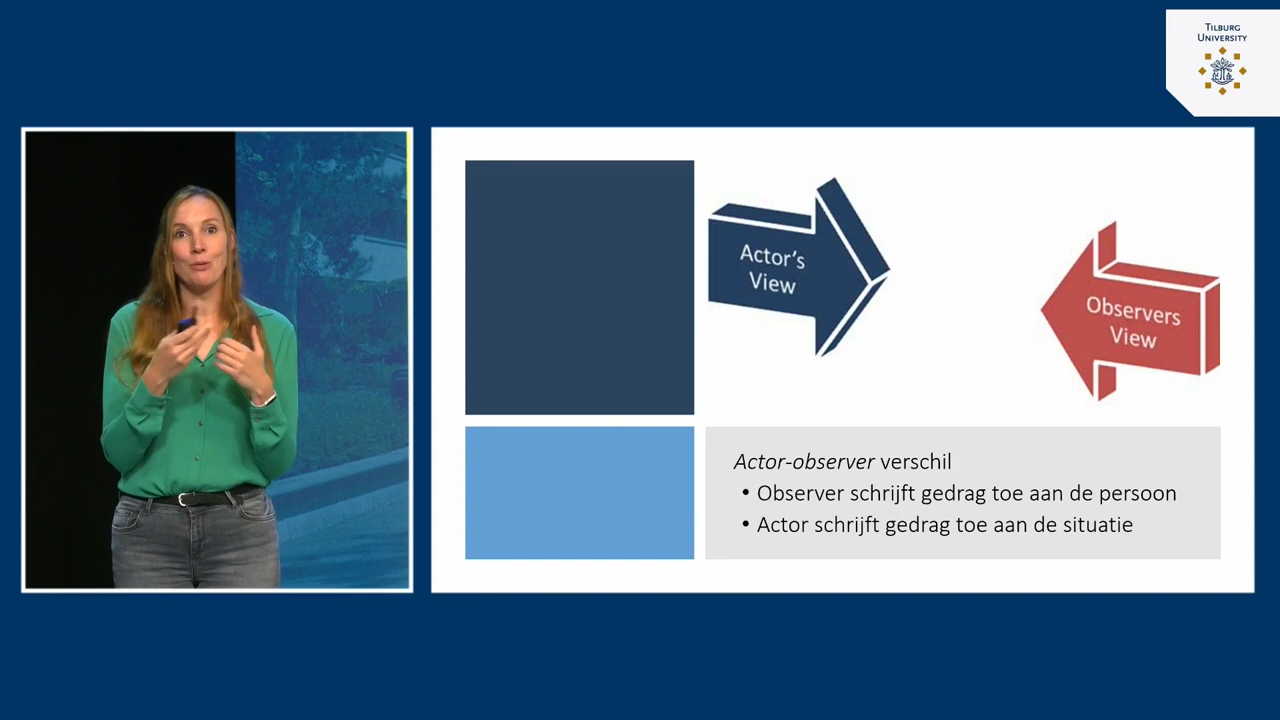 TILBURG
UNIVERSITY
Actor's
View
Observers
View
Actor-observer verschil
• Observer schrijft gedrag toe aan de persoon
• Actor schrijft gedrag toe aan de situatie